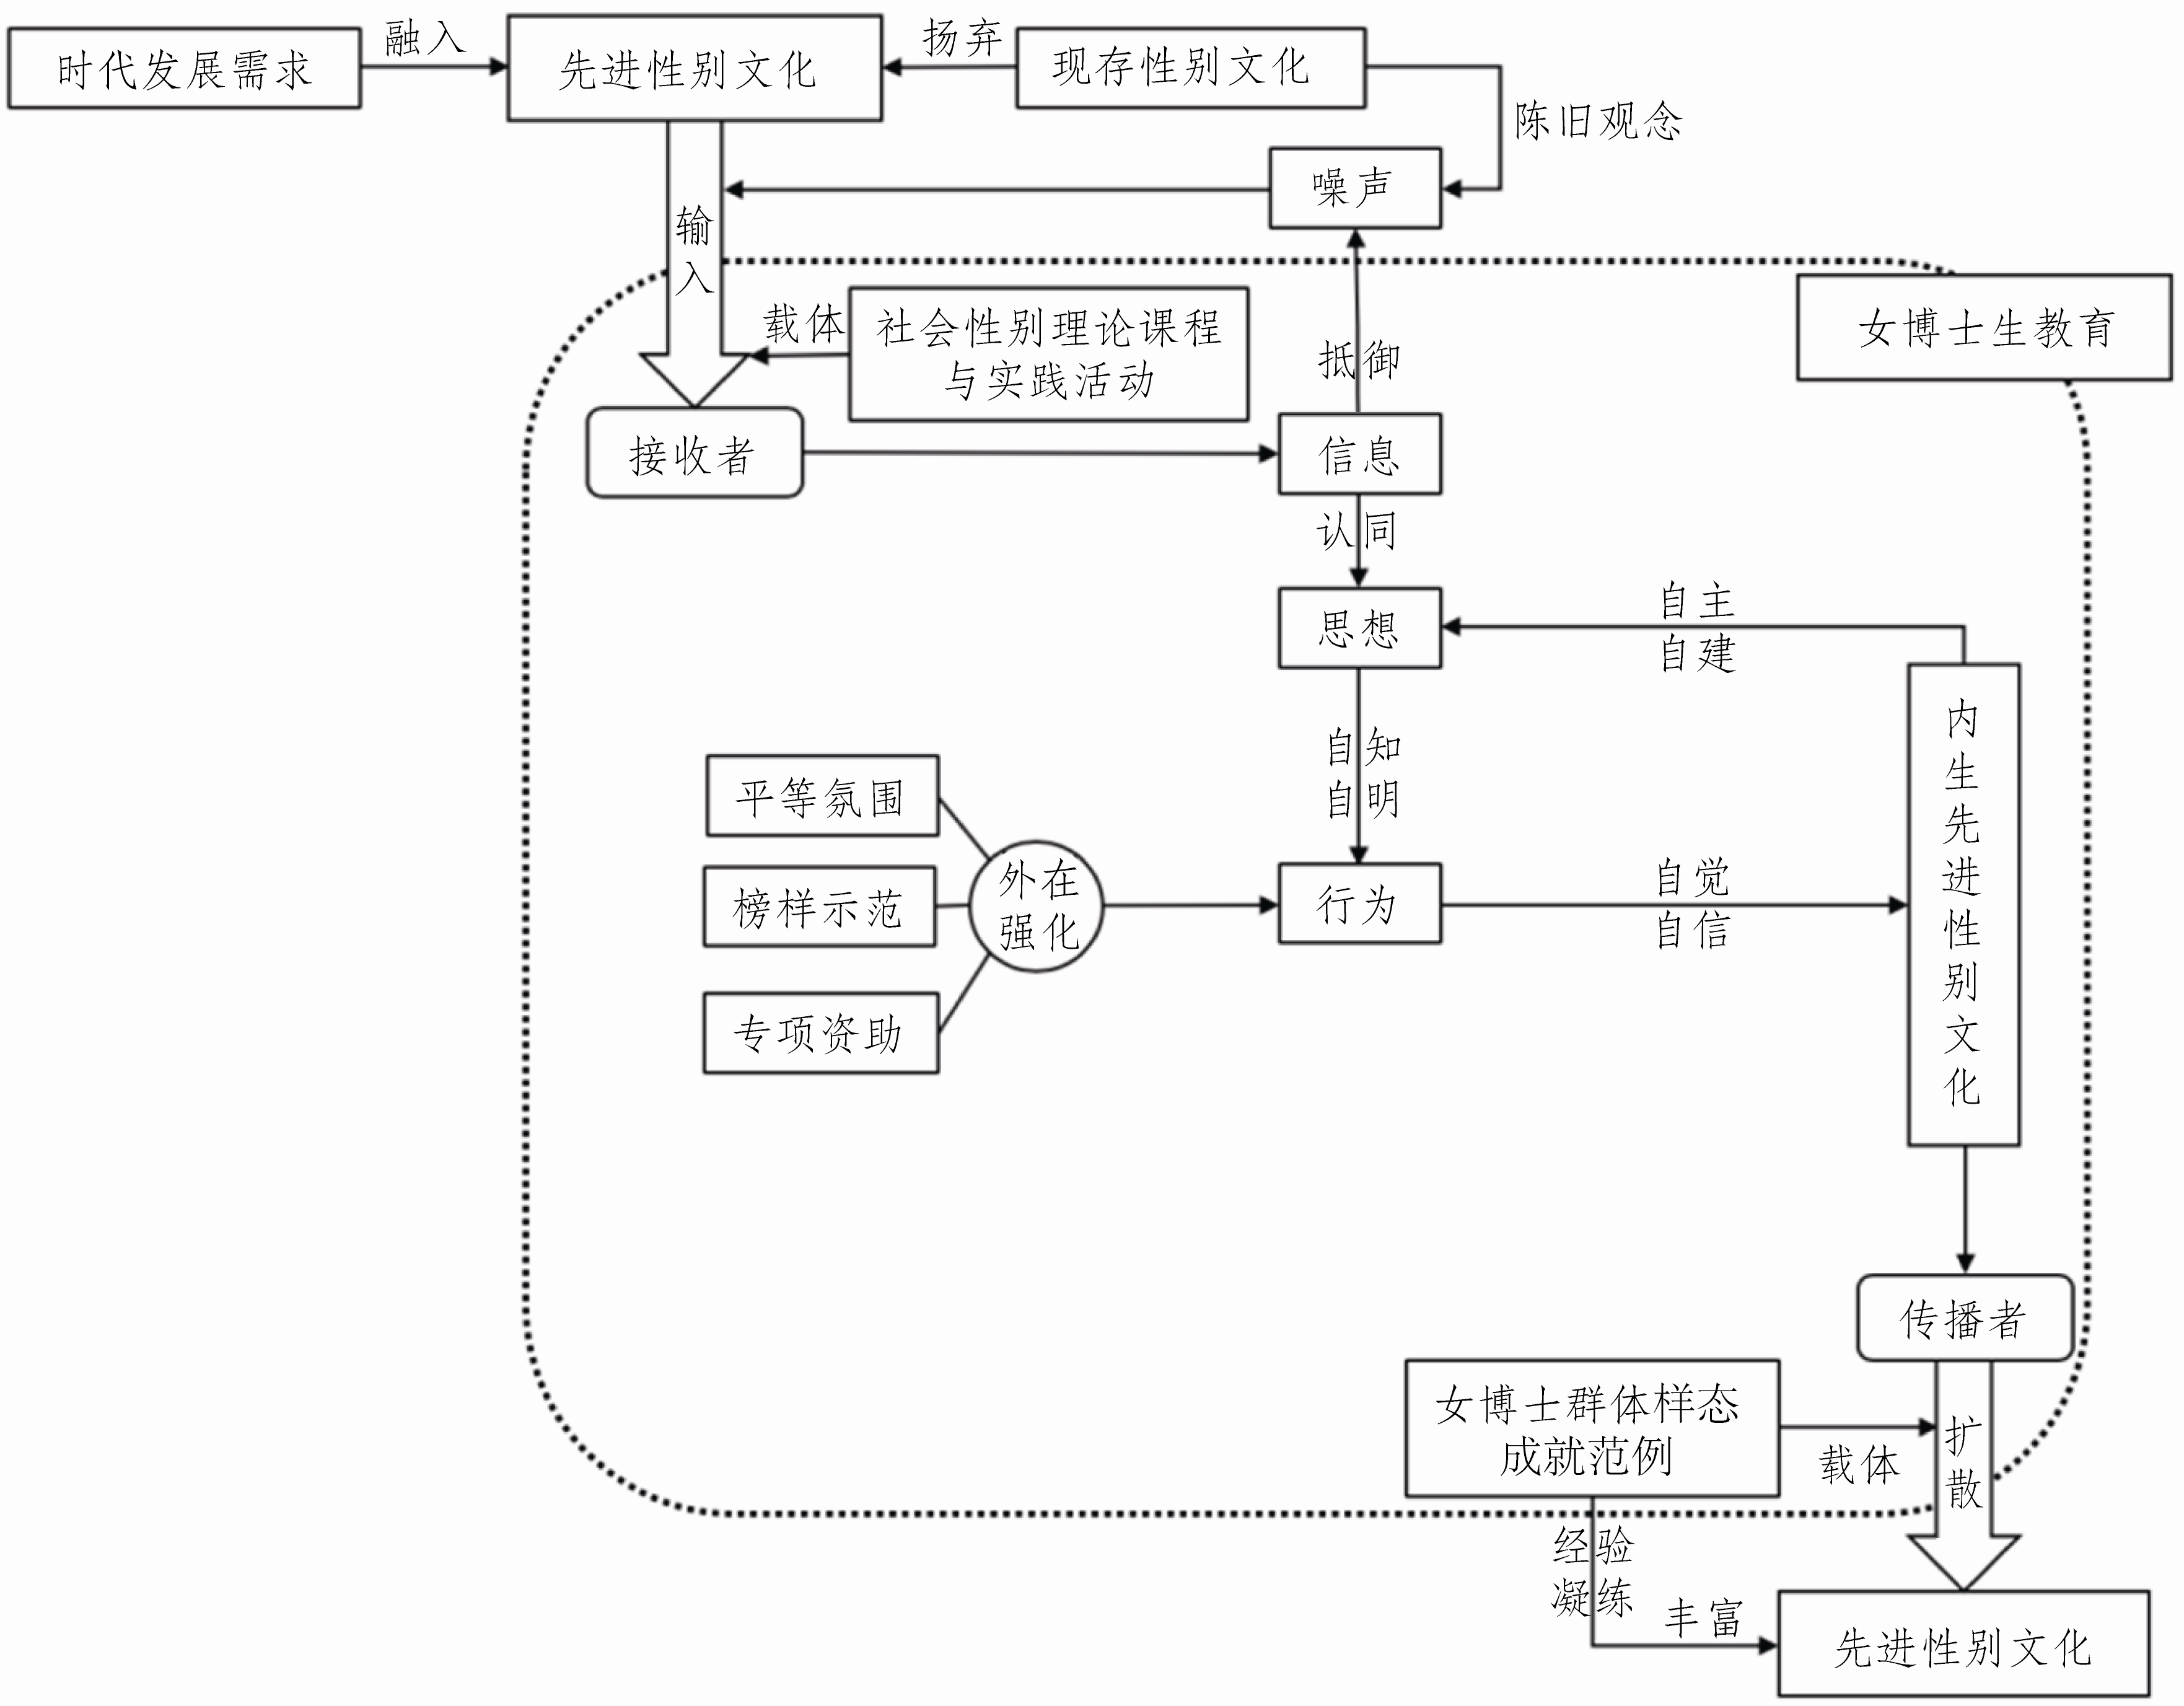 时代发展需求
融入
先进性别文化
扬弃
现存性别文化
陈旧观念
噪声
输
入
载体
社会性别理论课程
与实践活动
女博士生教育
抵御
接收者
信息
认同
思想
自主
自建
自知
自明
内
生
先
进
性
别
文
化
平等氛围
榜样示范
专项资助
外在
强化
行为
自觉
自信
传播者
女博士群体样态
成就范例
载体
扩
散
经验
凝练
丰富
先进性别文化